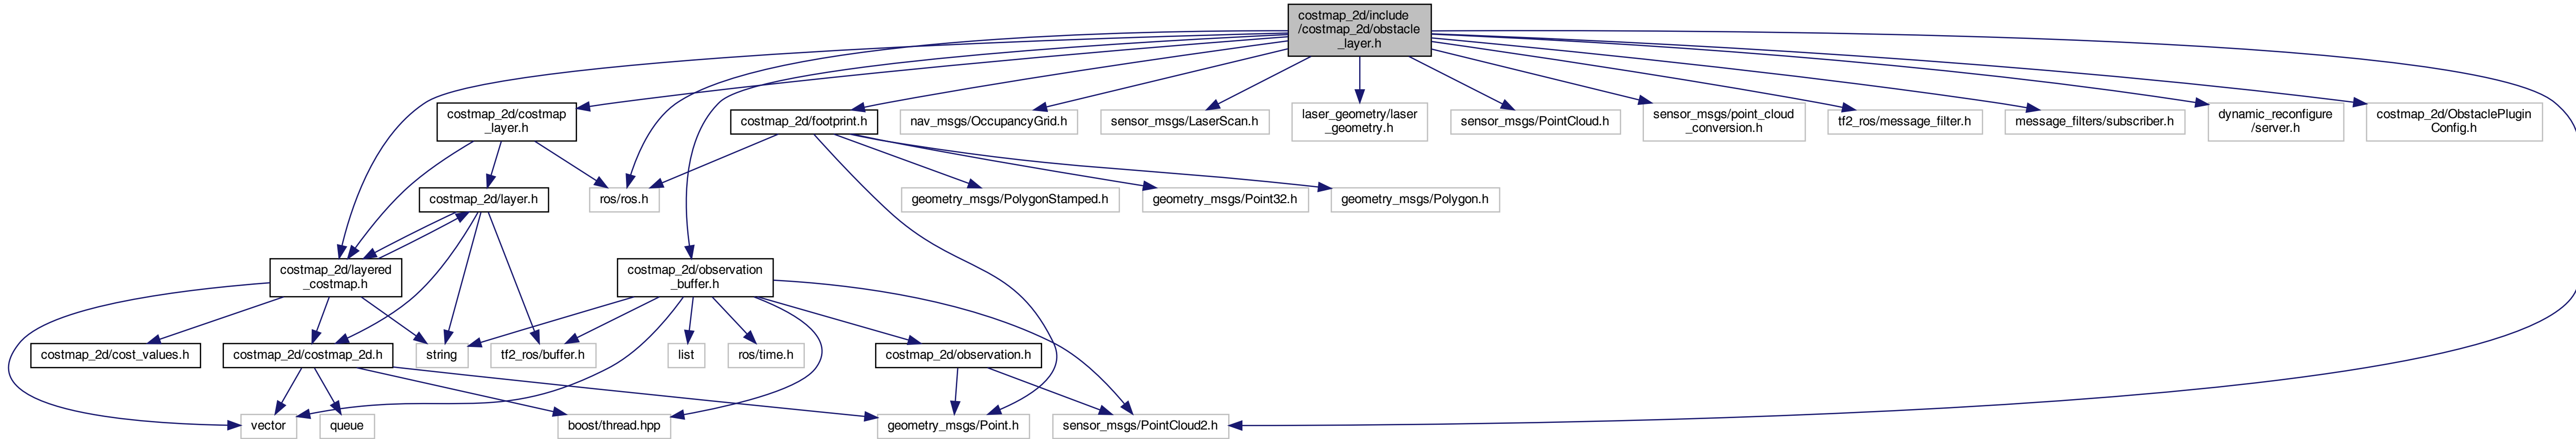 costmap_2d/include
/costmap_2d/obstacle
_layer.h
costmap_2d/costmap
_layer.h
costmap_2d/footprint.h
nav_msgs/OccupancyGrid.h
sensor_msgs/LaserScan.h
laser_geometry/laser
_geometry.h
sensor_msgs/PointCloud.h
sensor_msgs/point_cloud
_conversion.h
tf2_ros/message_filter.h
message_filters/subscriber.h
dynamic_reconfigure
/server.h
costmap_2d/ObstaclePlugin
Config.h
costmap_2d/layer.h
ros/ros.h
geometry_msgs/PolygonStamped.h
geometry_msgs/Point32.h
geometry_msgs/Polygon.h
costmap_2d/layered
_costmap.h
costmap_2d/observation
_buffer.h
costmap_2d/cost_values.h
costmap_2d/costmap_2d.h
string
tf2_ros/buffer.h
list
ros/time.h
costmap_2d/observation.h
vector
queue
boost/thread.hpp
geometry_msgs/Point.h
sensor_msgs/PointCloud2.h